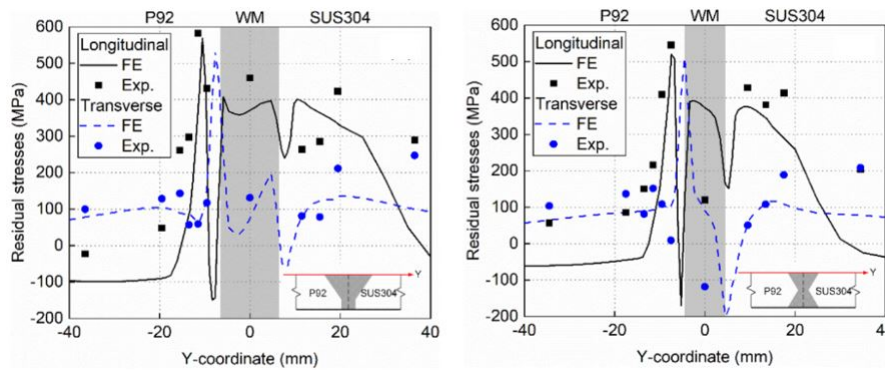 P92 WM SUS304
600
500
400
300
200
100
0
-100
-200
Residual stresses (MPa)
Longitudinal
FE
Exp.
Transverse
FE
Exp.
P92 SUS304 Y
-40 -20 0 20 40
Y-coordinate (mm)
P92 WM SUS304
600
500
400
300
200
100
0
-100
-200
Residual stresses (MPa)
Longitudinal
FE
Exp.
Transverse
FE
Exp.
P92 SUS304 Y
-40 -20 0 20 4
Y-coordinate (mm)